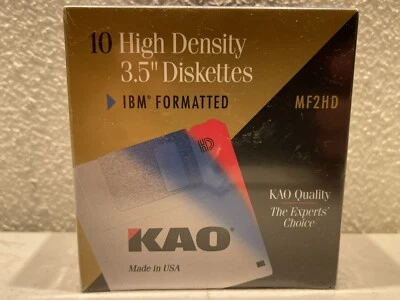 10 High Density
3.5" Diskettes
IBM® FORMATTED
MF2HD
HD
KAO Quality
The Experts'
Choice
KAO
Made in USA